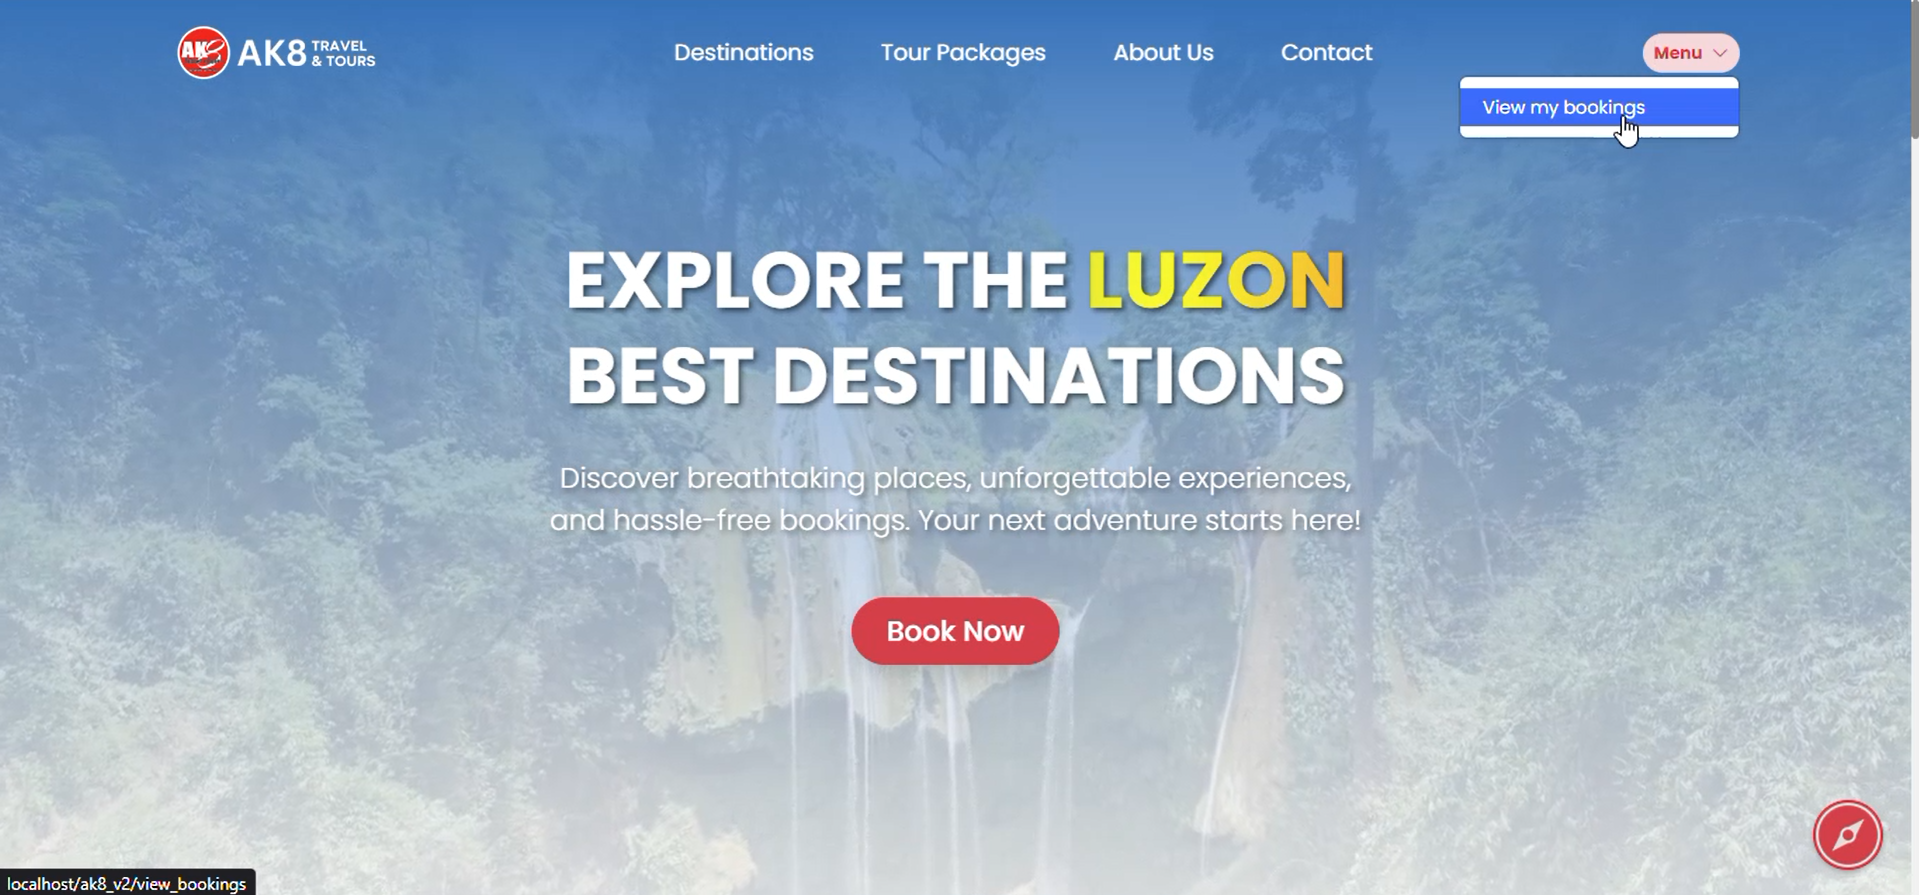 AK8 TRAVEL & TOURS
Destinations
Tour Packages
About Us
Contact
Menu
View my bookings
EXPLORE THE LUZON
BEST DESTINATIONS
Discover breathtaking places, unforgettable experiences,
and hassle-free bookings. Your next adventure starts here!
Book Now
localhost/ak8_v2/view_bookings